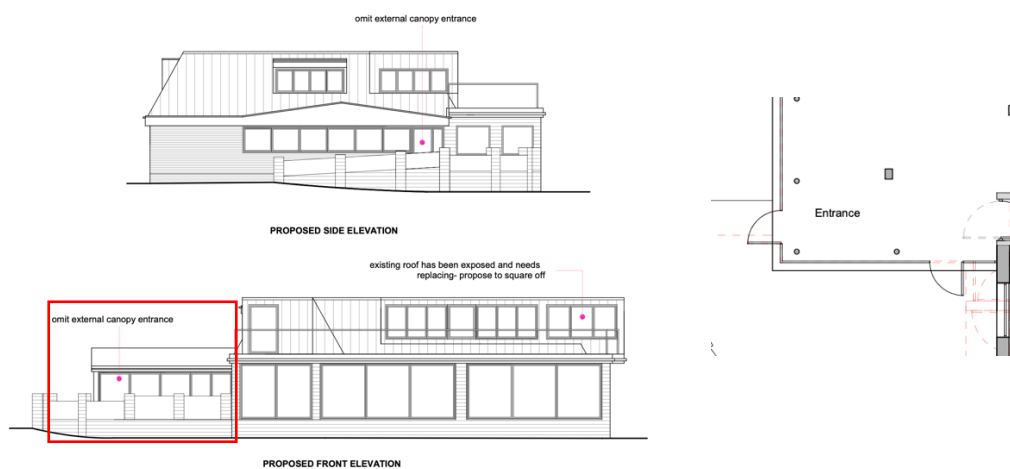 omit external canopy entrance
PROPOSED SIDE ELEVATION
Entrance
existing roof has been exposed and needs
replacing- propose to square off
omit external canopy entrance
PROPOSED FRONT ELEVATION